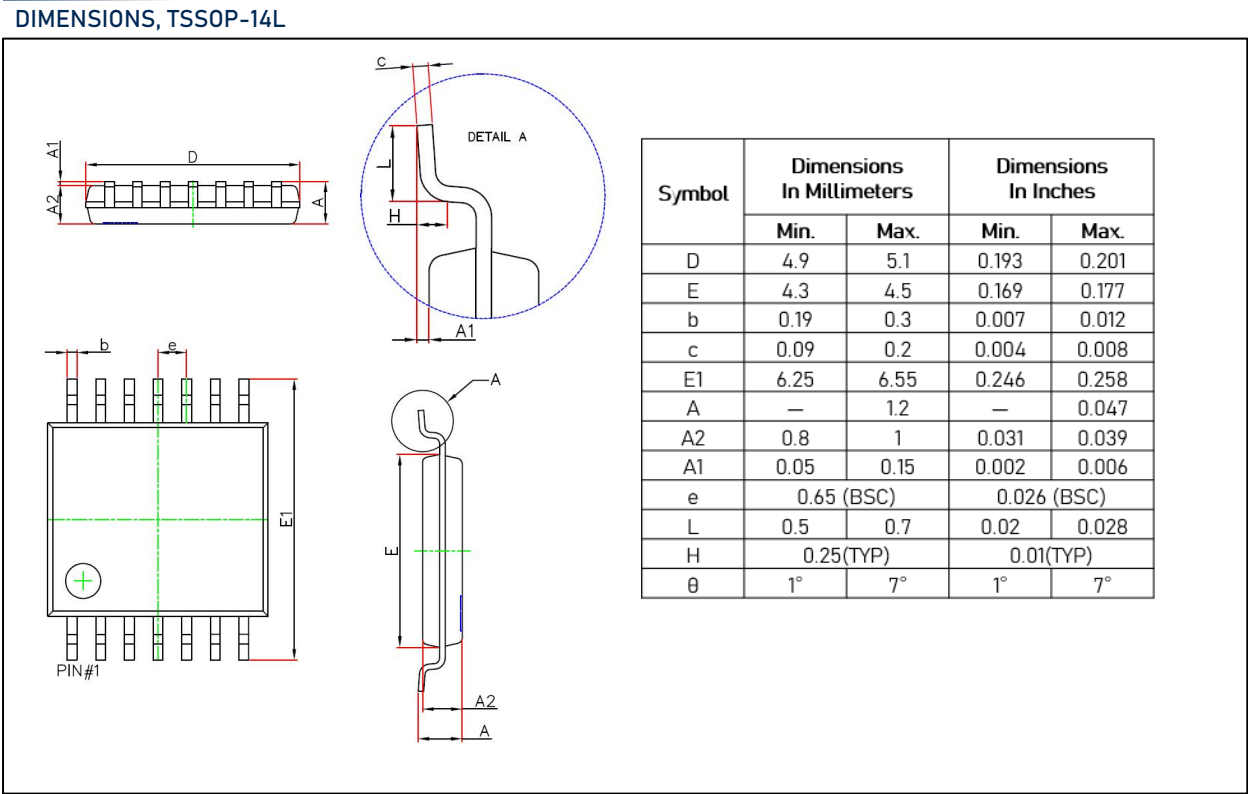 DIMENSIONS, TSSOP-14L
c
DETAIL A
A1
D
A2
A
L
H
A1
b
e
A
E1
E
PIN#1
A2
A
Symbol Dimensions In Millimeters Dimensions In Inches
Min. Max. Min. Max.
D 4.9 5.1 0.193 0.201
E 4.3 4.5 0.169 0.177
b 0.19 0.3 0.007 0.012
c 0.09 0.2 0.004 0.008
E1 6.25 6.55 0.246 0.258
A — 1.2 — 0.047
A2 0.8 1 0.031 0.039
A1 0.05 0.15 0.002 0.006
e 0.65 (BSC) 0.026 (BSC)
L 0.5 0.7 0.02 0.028
H 0.25(TYP) 0.01(TYP)
θ 1° 7° 1° 7°